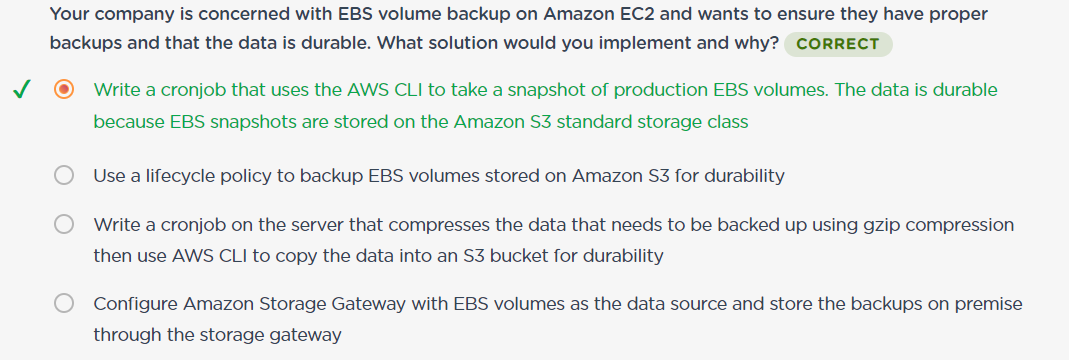 Your company is concerned with EBS volume backup on Amazon EC2 and wants to ensure they have proper
backups and that the data is durable. What solution would you implement and why? CORRECT
Write a cronjob that uses the AWS CLI to take a snapshot of production EBS volumes. The data is durable
because EBS snapshots are stored on the Amazon S3 standard storage class
Use a lifecycle policy to backup EBS volumes stored on Amazon S3 for durability
Write a cronjob on the server that compresses the data that needs to be backed up using gzip compression
then use AWS CLI to copy the data into an S3 bucket for durability
Configure Amazon Storage Gateway with EBS volumes as the data source and store the backups on premise
through the storage gateway